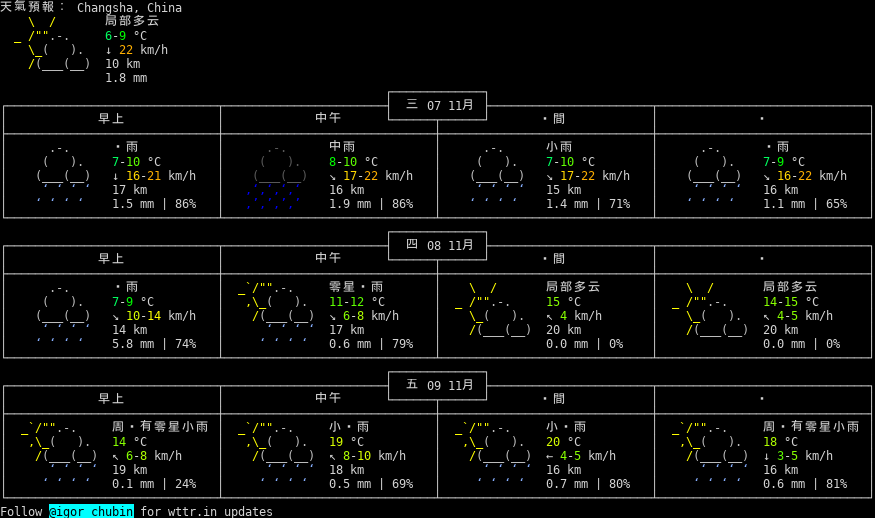 天氣預報： Changsha, China
局部多云
6-9 °C
↓ 22 km/h
10 km
1.8 mm
三 07 11月
早上 中午 ・間 ・
・雨 中雨 小雨 ・雨
7-10 °C 8-10 °C 7-10 °C 7-9 °C
↓ 16-21 km/h ↘ 17-22 km/h ↘ 17-22 km/h ↘ 16-22 km/h
17 km 16 km 15 km 16 km
1.5 mm | 86% 1.9 mm | 86% 1.4 mm | 71% 1.1 mm | 65%
四 08 11月
早上 中午 ・間 ・
・雨 零星・雨 局部多云 局部多云
7-9 °C 11-12 °C 15 °C 14-15 °C
↘ 10-14 km/h ↘ 6-8 km/h ↖ 4 km/h ↖ 4-5 km/h
14 km 17 km 20 km 20 km
5.8 mm | 74% 0.6 mm | 79% 0.0 mm | 0% 0.0 mm | 0%
五 09 11月
早上 中午 ・間 ・
周・有零星小雨 小・雨 小・雨 周・有零星小雨
14 °C 19 °C 20 °C 18 °C
↖ 6-8 km/h ↖ 8-10 km/h ← 4-5 km/h ↓ 3-5 km/h
19 km 18 km 16 km 16 km
0.1 mm | 24% 0.5 mm | 69% 0.7 mm | 80% 0.6 mm | 81%
Follow @igor_chubin for wttr.in updates